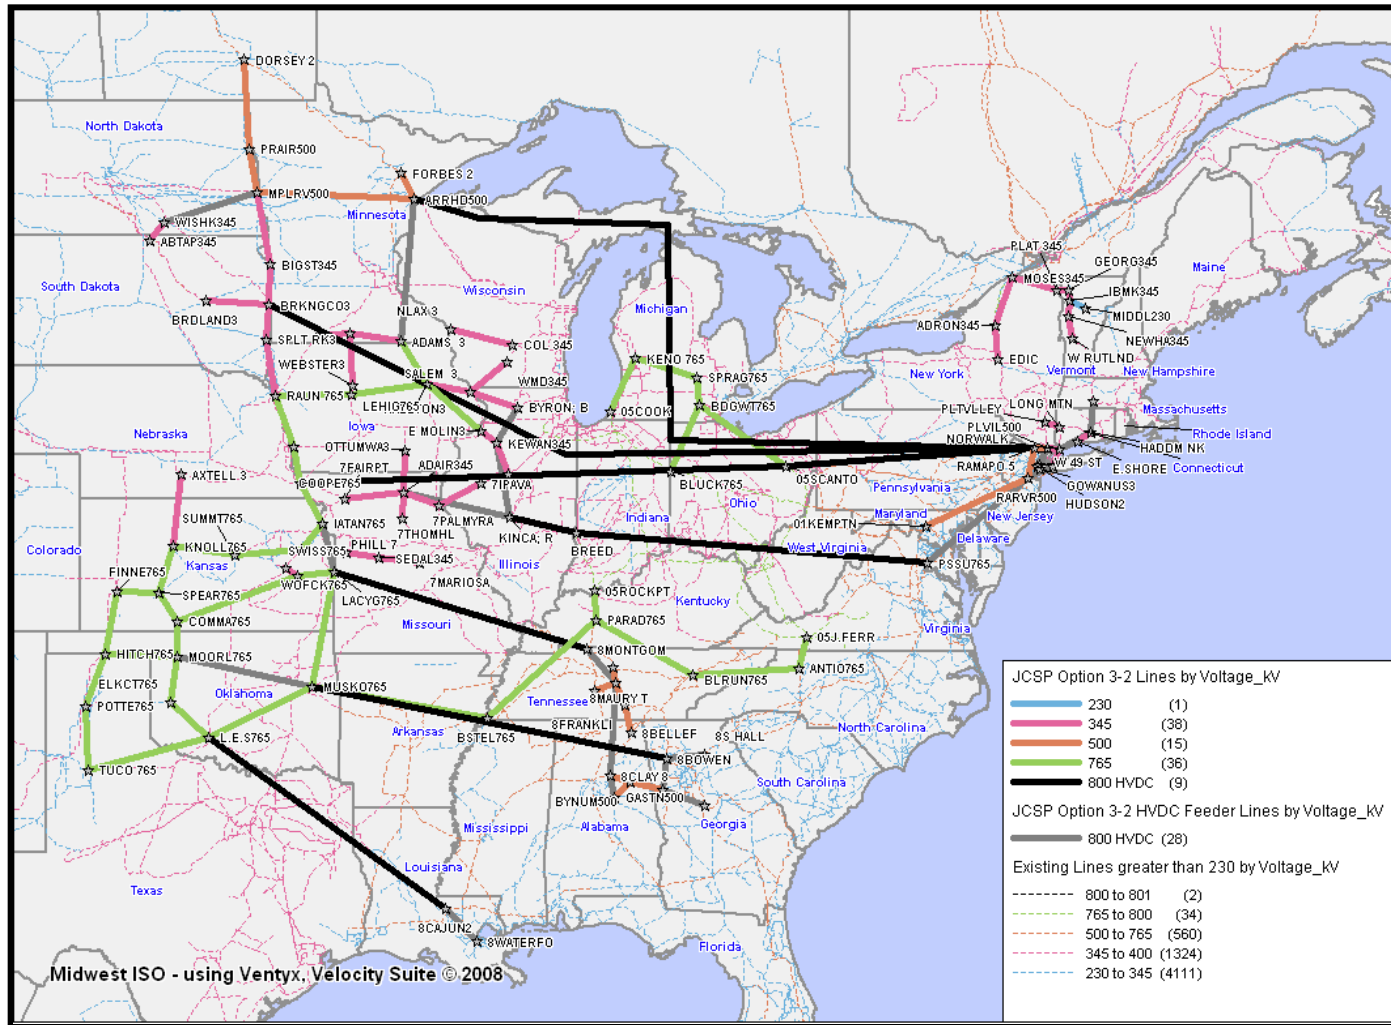 DORSEY 2
North Dakota
PRAIR500
FORBES 2
MPLRV500
ARRHD500
Minnesota
WISHK345
ABTAP345
PLAT 345
GEORG345
BIGST345
MOSES345
Maine
South Dakota
Wisconsin
IBMK345
BRKNGCO3
Michigan
MIDDL230
BRDLAND3
NLAX 3
ADRON345
NEWHA345
SPLT RK3
ADAMS 3
COL 345
W RUTLND
WEBSTER3
KENO 765
EDIC
Vermont
New York
New Hampshire
SALEM 3
WMD345
SPRAG765
RAUN 765
LEHIG765
ON3
BYRON; B
05COOK
BDGWT765
PLTVLLEY
LONG MTN
Massachusetts
Iowa
E MOLIN3
PLVIL500
Rhode Island
Nebraska
OTTUMWA3
KEWAN345
NORWALK
HADDM NK
7FAIRPT
ADAIR345
RAMAPO 5
W 49 ST
E.SHORE
Connecticut
AXTELL 3
COOPE765
7IPAVA
BLUCK765
05SCANTO
GOWANUS3
Pennsylvania
RARVR500
HUDSON2
Ohio
SUMMT765
IATAN765
7PALMYRA
Indiana
Maryland
New Jersey
01KEMPTN
7THOMHL
KINCA; R
Delaware
KNOLL765
SWISS765
PHILL 7
BREED
West Virginia
Colorado
Kansas
SEDAL345
Illinois
PSSU765
FINNE765
WOFCK765
7MARIOSA
SPEAR765
LACYG765
05ROCKPT
Kentucky
COMMA765
Missouri
PARAD765
Virginia
05J.FERR
HITCH765
MOORL765
8MONTGOM
ANTIO765
BLRUN765
ELKCT765
Oklahoma
MUSKO765
POTTE765
Tennessee
8MAURY T
8FRANKLI
North Carolina
Arkansas
BSTEL765
8BELLEF
L.E.S765
8S.HALL
8BOWEN
TUCO 765
8CLAY 8
South Carolina
BYNUM500
GASTN500
Mississippi
Alabama
Georgia
Louisiana
Texas
8CAJUN2
8WATERFO
Florida
Midwest ISO - using Ventyx, Velocity Suite © 2008
JCSP Option 3-2 Lines by Voltage_kV
230 (1)
345 (38)
500 (15)
765 (36)
800 HVDC (9)
JCSP Option 3-2 HVDC Feeder Lines by Voltage_kV
800 HVDC (28)
Existing Lines greater than 230 by Voltage_kV
800 to 801 (2)
765 to 800 (34)
500 to 765 (560)
345 to 400 (1324)
230 to 345 (4111)